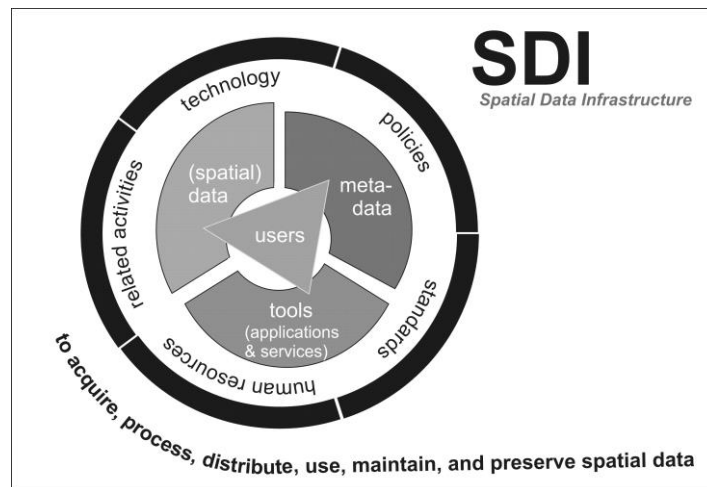 SDI
Spatial Data Infrastructure
technology
policies
standards
human resources
related activities
(spatial)
data
meta-
data
users
tools
(applications
& services)
to acquire, process, distribute, use, maintain, and preserve spatial data